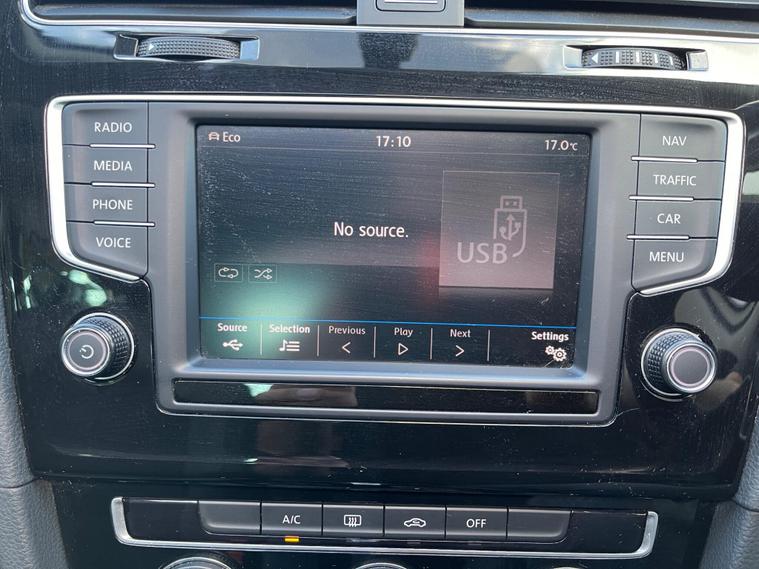 RADIO
MEDIA
PHONE
VOICE
Eco 17:10 17.0°C
No source.
USB
Source Selection Previous Play Next Settings
NAV
TRAFFIC
CAR
MENU
A/C OFF